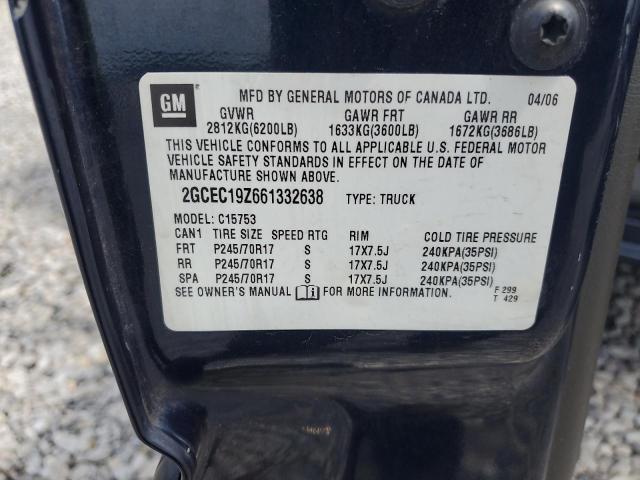 GM
MFD BY GENERAL MOTORS OF CANADA LTD. 04/06
GVWR GAWR FRT GAWR RR
2812KG(6200LB) 1633KG(3600LB) 1672KG(3686LB)
THIS VEHICLE CONFORMS TO ALL APPLICABLE U.S. FEDERAL MOTOR
VEHICLE SAFETY STANDARDS IN EFFECT ON THE DATE OF
MANUFACTURE SHOWN ABOVE.
2GCEC19Z661332638 TYPE: TRUCK
MODEL: C15753
CAN1 TIRE SIZE SPEED RTG RIM COLD TIRE PRESSURE
FRT P245/70R17 S 17X7.5J 240KPA(35PSI)
RR P245/70R17 S 17X7.5J 240KPA(35PSI)
SPA P245/70R17 S 17X7.5J 240KPA(35PSI)
SEE OWNER'S MANUAL i FOR MORE INFORMATION. F 299
T 429